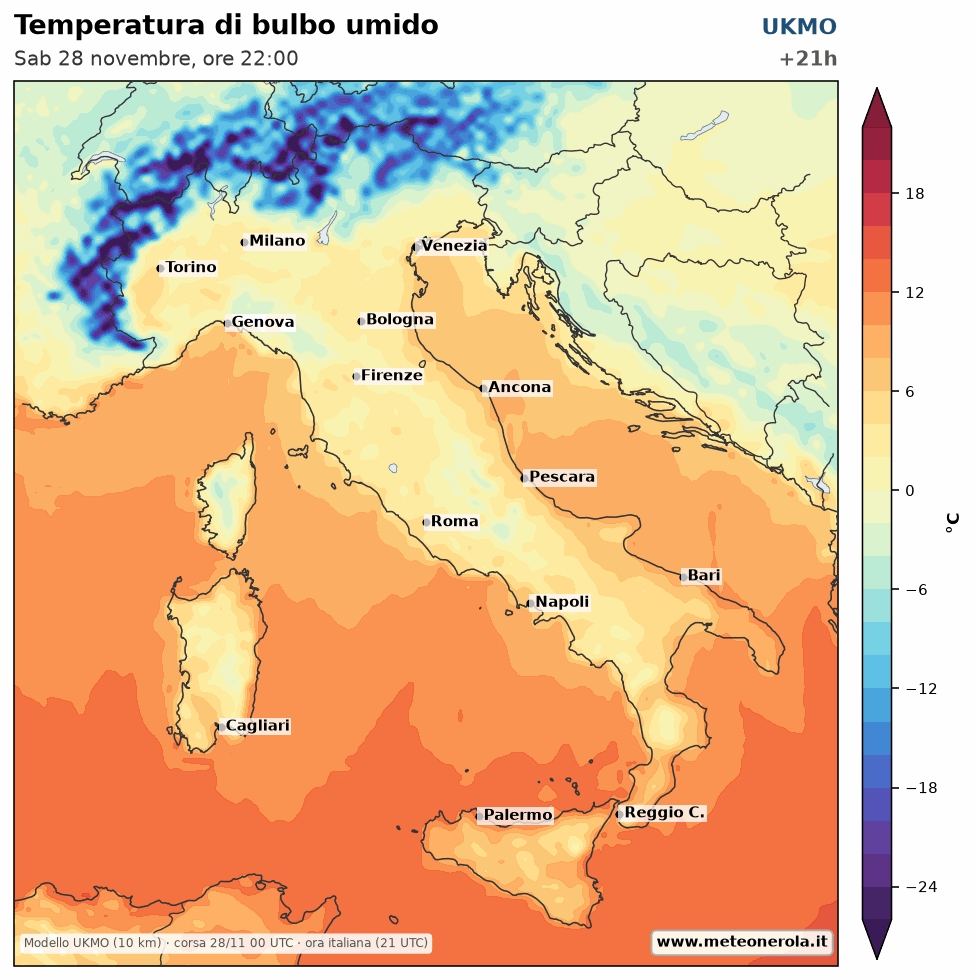 Temperatura di bulbo umido
UKMO
Sab 28 novembre, ore 22:00
+21h
Milano
Venezia
Torino
Genova
Bologna
Firenze
Ancona
Pescara
Roma
Bari
Napoli
Cagliari
Palermo
Reggio C.
18
12
6
0
−6
−12
−18
−24
°C
Modello UKMO (10 km) · corsa 28/11 00 UTC · ora italiana (21 UTC)
www.meteonerola.it